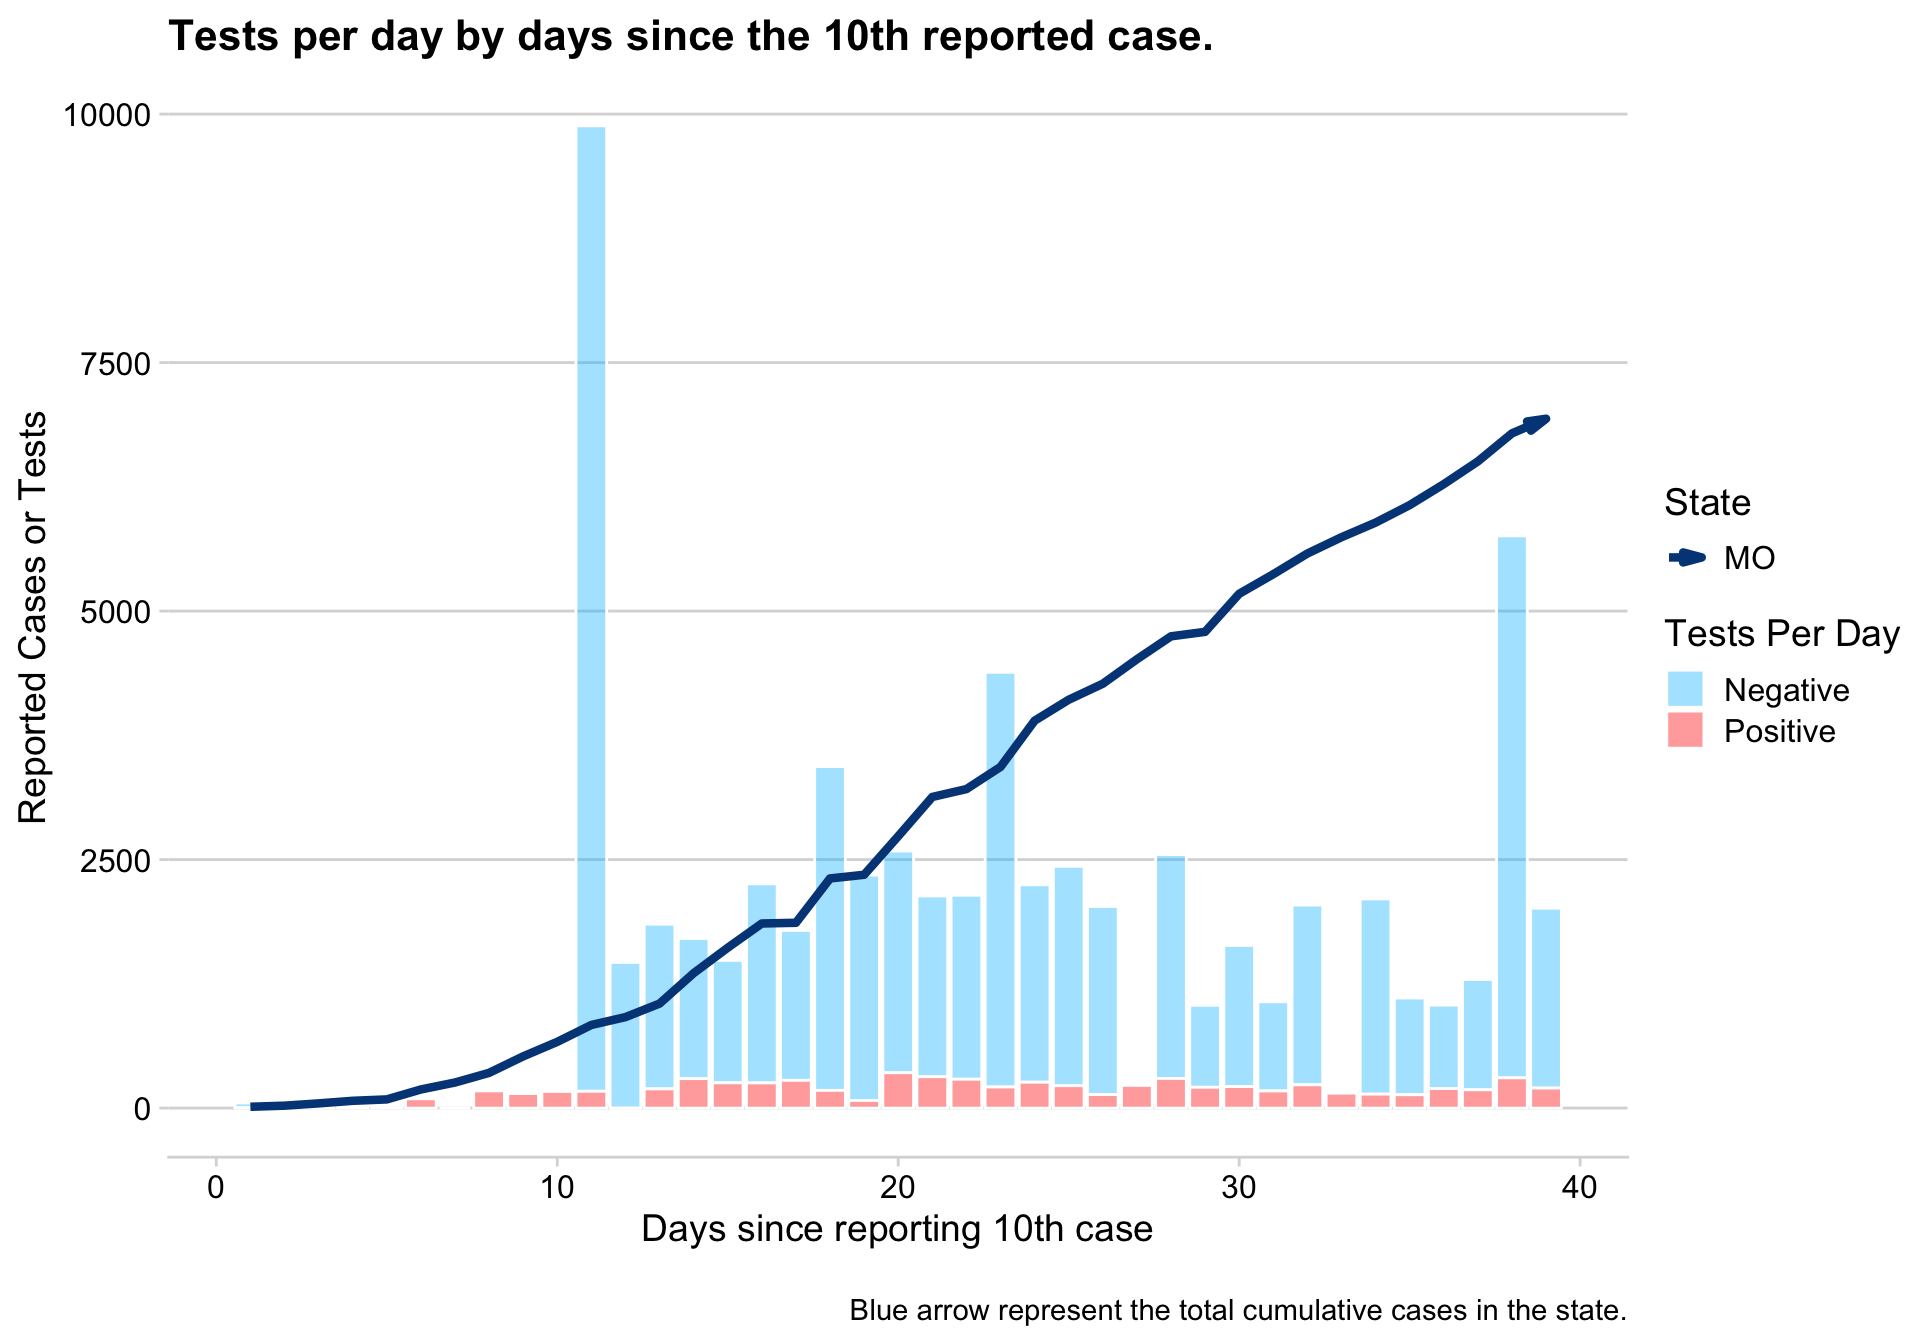 Tests per day by days since the 10th reported case.
10000
7500
5000
2500
0
Reported Cases or Tests
0 10 20 30 40
Days since reporting 10th case
State
MO
Tests Per Day
Negative
Positive
Blue arrow represent the total cumulative cases in the state.